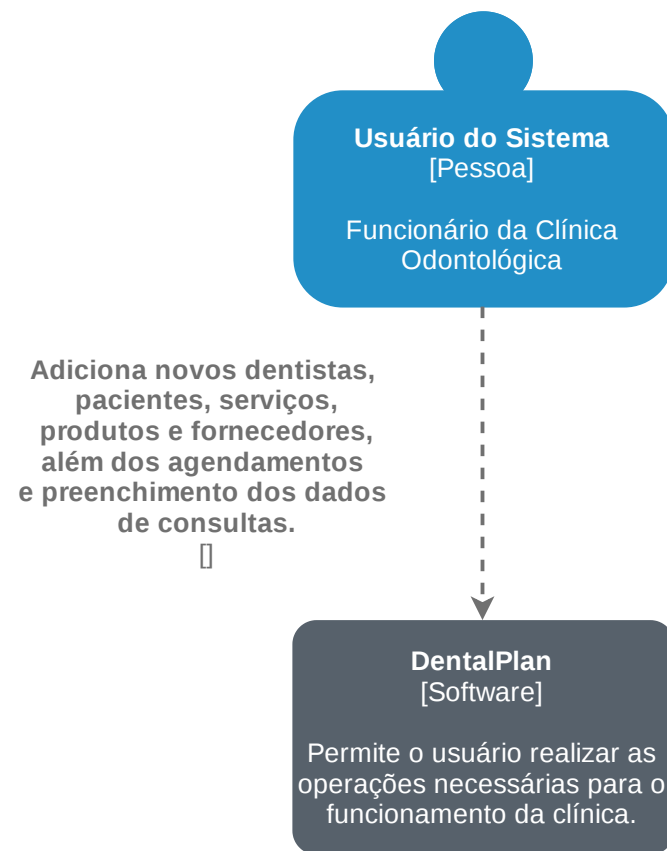 Usuário do Sistema
[Pessoa]
Funcionário da Clínica
Odontológica
Adiciona novos dentistas,
pacientes, serviços,
produtos e fornecedores,
além dos agendamentos
e preenchimento dos dados
de consultas.
[]
DentalPlan
[Software]
Permite o usuário realizar as
operações necessárias para o
funcionamento da clínica.